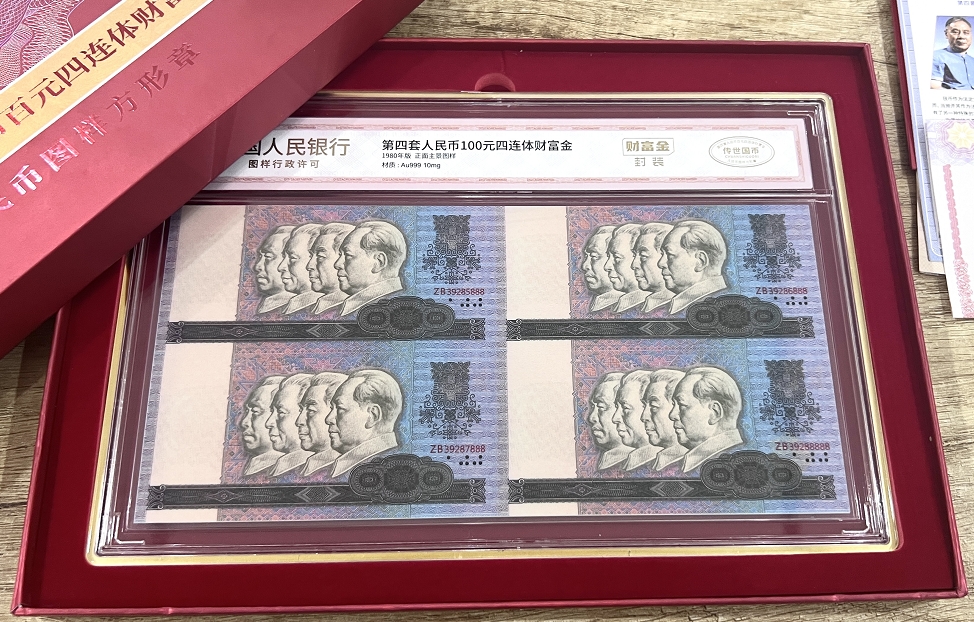 百元四连体财富
币图样方形章
国人民银行
图样行政许可
第四套人民币100元四连体财富金
1980年版 正面主景图样
材质：Au999 10mg
财富金
封装
传世国币
ZB39285888
ZB39286888
ZB39287888
ZB39288888